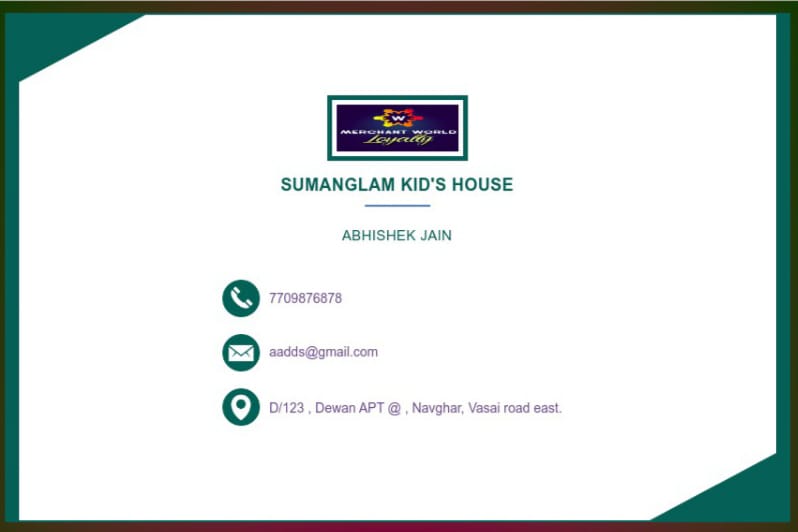 W
MERCHANT WORLD
Loyalty
SUMANGLAM KID'S HOUSE
ABHISHEK JAIN
7709876878
aadds@gmail.com
D/123 , Dewan APT @ , Navghar, Vasai road east.